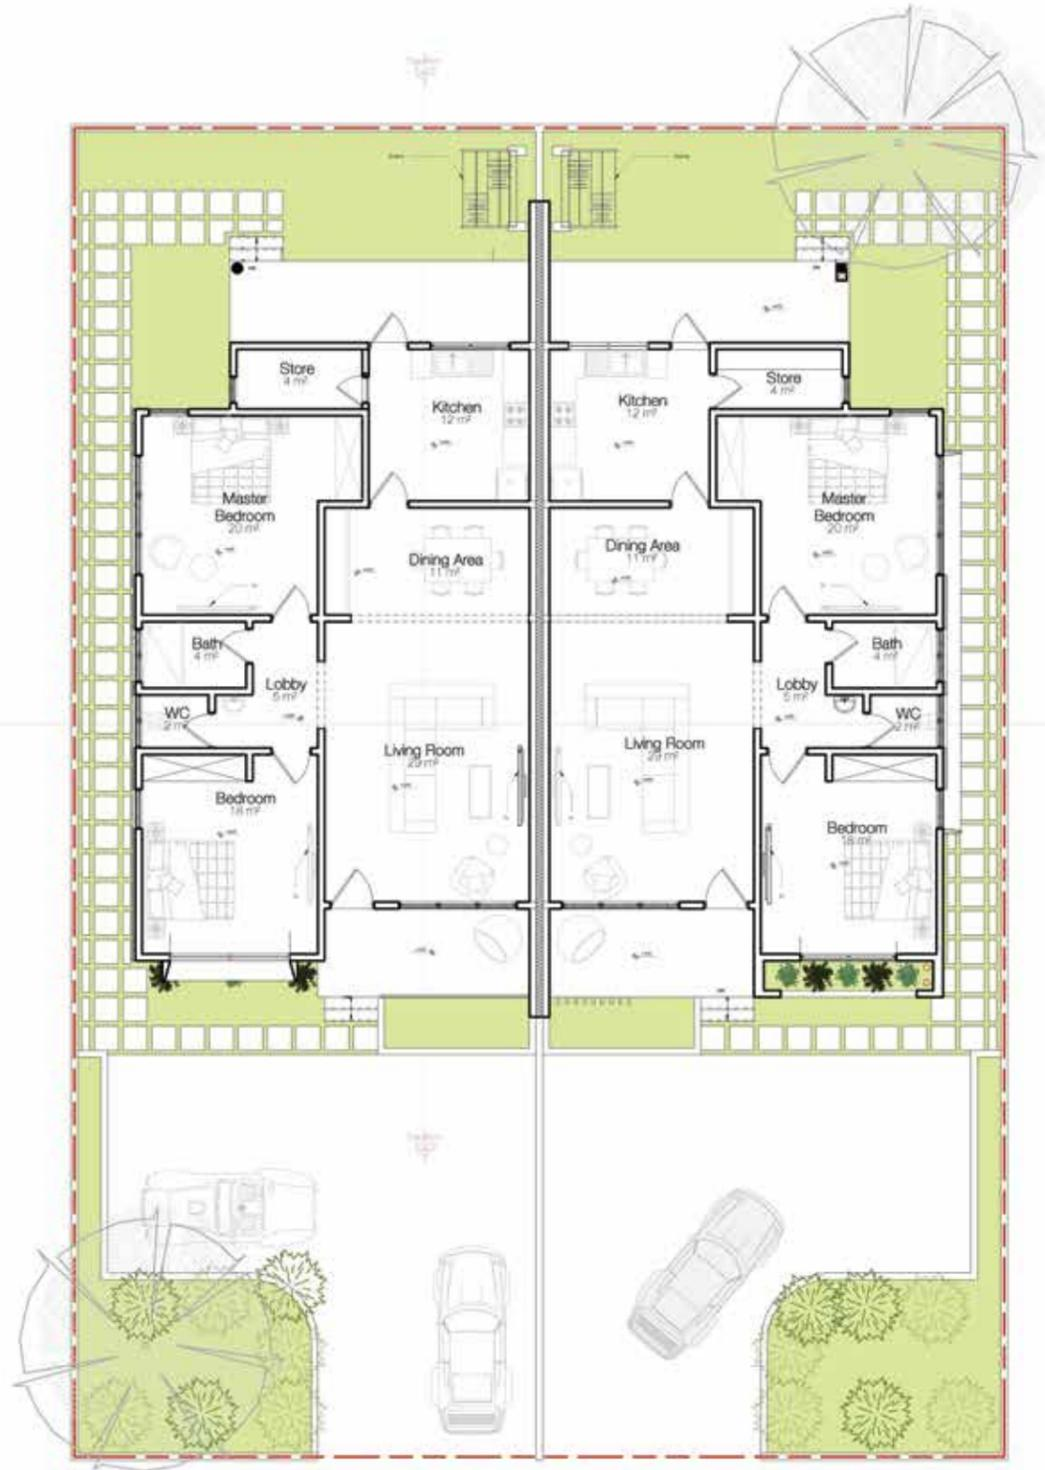 Store
4 m²
Kitchen
12 m²
Kitchen
12 m²
Store
4 m²
Master
Bedroom
20 m²
Dining Area
11 m²
Dining Area
11 m²
Master
Bedroom
20 m²
Bath
4 m²
Lobby
5 m²
WC
2 m²
Living Room
29 m²
Bedroom
18 m²
Living Room
29 m²
Lobby
5 m²
Bath
4 m²
WC
2 m²
Bedroom
18 m²